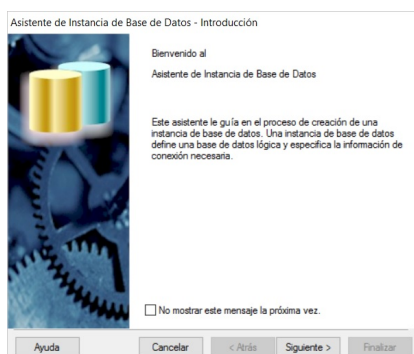 Asistente de Instancia de Base de Datos - Introducción
Bienvenido al
Asistente de Instancia de Base de Datos
Este asistente le guía en el proceso de creación de una
instancia de base de datos. Una instancia de base de datos
define una base de datos lógica y especifica la información de
conexión necesaria.
No mostrar este mensaje la próxima vez.
Ayuda
Cancelar
< Atrás
Siguiente >
Finalizar